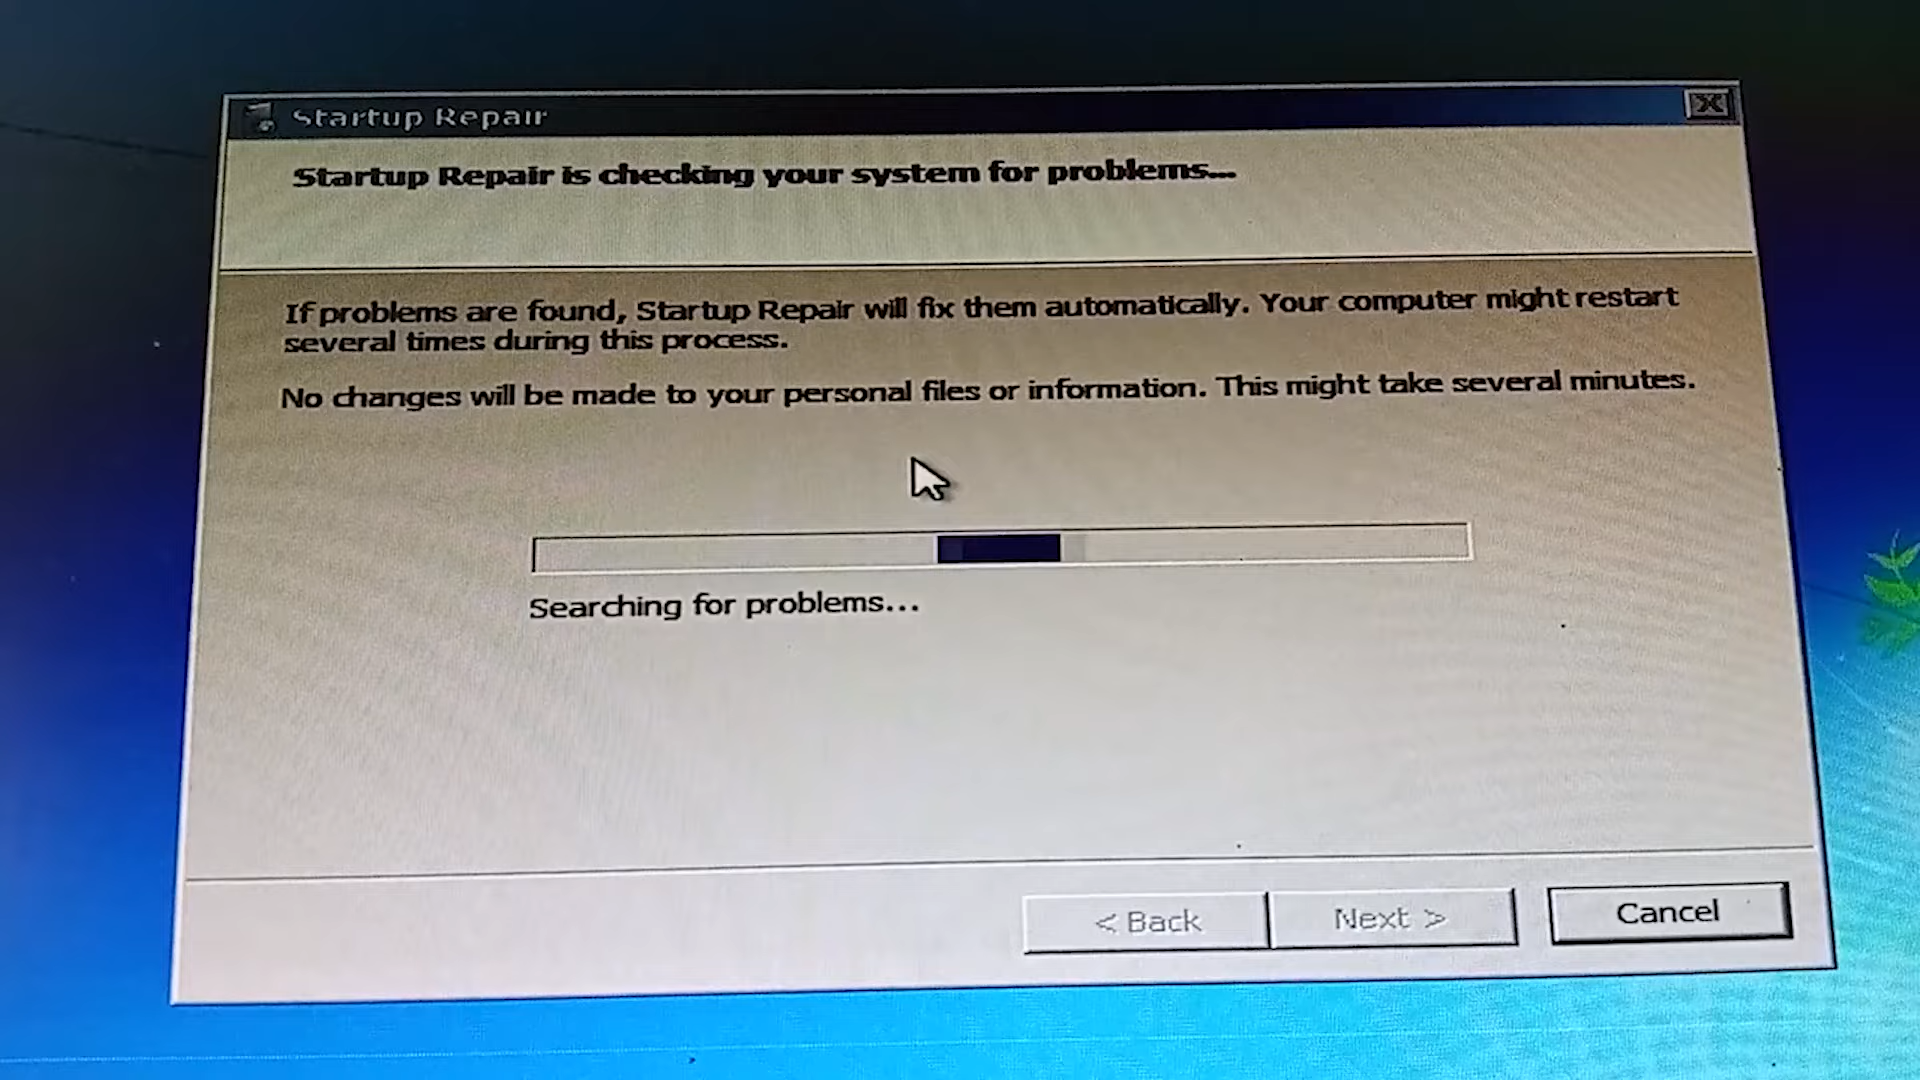 Startup Repair
Startup Repair is checking your system for problems...
If problems are found, Startup Repair will fix them automatically. Your computer might restart
several times during this process.
No changes will be made to your personal files or information. This might take several minutes.
Searching for problems...
< Back
Next >
Cancel